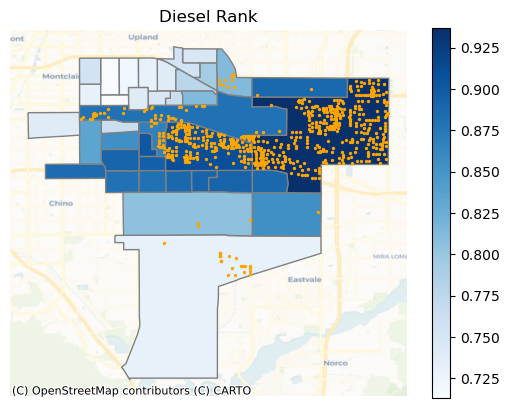 Diesel Rank
ont
Upland
Montclair
Chino
Eastvale
MIRA LOMA
Norco
(C) OpenStreetMap contributors (C) CARTO
0.925
0.900
0.875
0.850
0.825
0.800
0.775
0.750
0.725